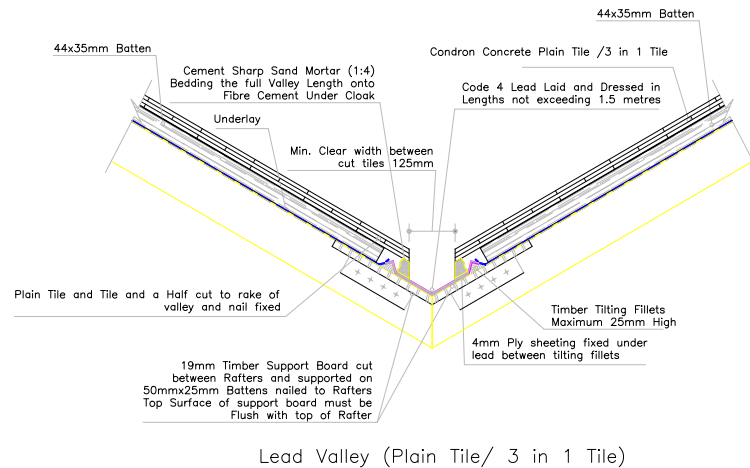 44x35mm Batten
44x35mm Batten
Cement Sharp Sand Mortar (1:4)
Bedding the full Valley Length onto
Fibre Cement Under Cloak
Condron Concrete Plain Tile /3 in 1 Tile
Code 4 Lead Laid and Dressed in
Lengths not exceeding 1.5 metres
Underlay
Min. Clear width between
cut tiles 125mm
Plain Tile and Tile and a Half cut to rake of
valley and nail fixed
Timber Tilting Fillets
Maximum 25mm High
4mm Ply sheeting fixed under
lead between tilting fillets
19mm Timber Support Board cut
between Rafters and supported on
50mmx25mm Battens nailed to Rafters
Top Surface of support board must be
Flush with top of Rafter
Lead Valley (Plain Tile/ 3 in 1 Tile)